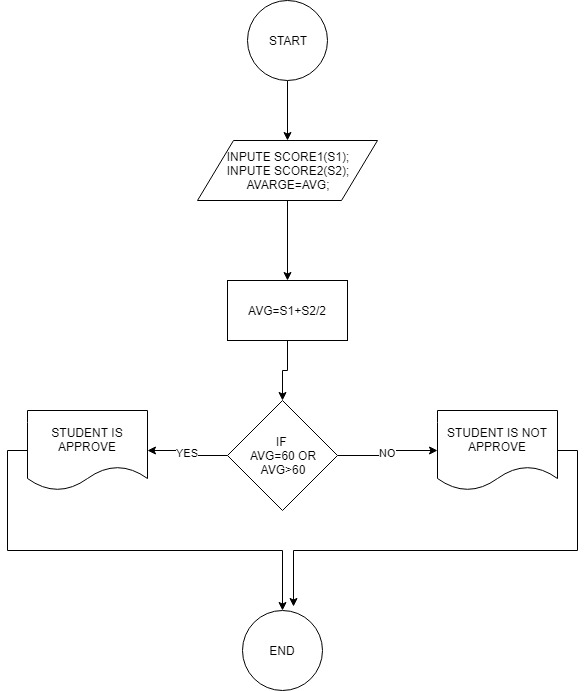 START
INPUTE SCORE1(S1);
INPUTE SCORE2(S2);
AVARGE=AVG;
AVG=S1+S2/2
STUDENT IS
APPROVE
YES
IF
AVG=60 OR
AVG>60
NO
STUDENT IS NOT
APPROVE
END